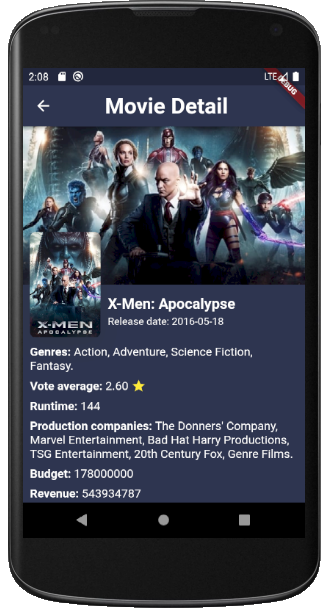 2:08 LTE
DEBUG
Movie Detail
X-MEN
APOCALYPSE
X-Men: Apocalypse
Release date: 2016-05-18
Genres: Action, Adventure, Science Fiction,
Fantasy.
Vote average: 2.60 ⭐
Runtime: 144
Production companies: The Donners' Company,
Marvel Entertainment, Bad Hat Harry Productions,
TSG Entertainment, 20th Century Fox, Genre Films.
Budget: 178000000
Revenue: 543934787